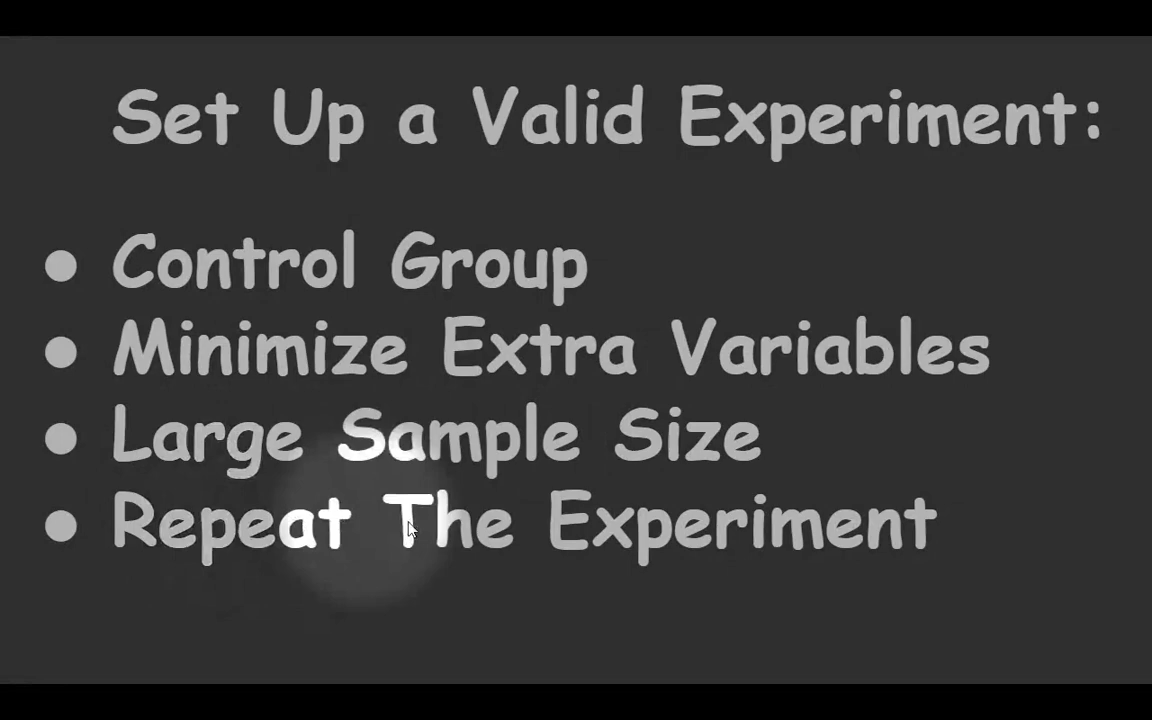 Set Up a Valid Experiment:
● Control Group
● Minimize Extra Variables
● Large Sample Size
● Repeat The Experiment